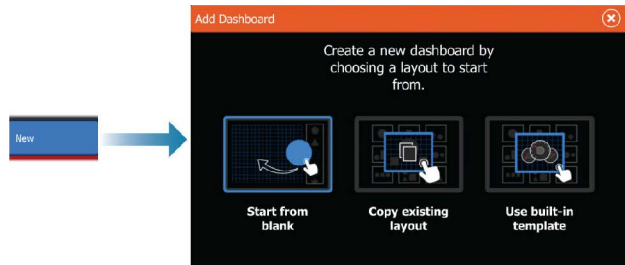 New
Add Dashboard
Create a new dashboard by
choosing a layout to start
from.
Start from
blank
Copy existing
layout
Use built-in
template